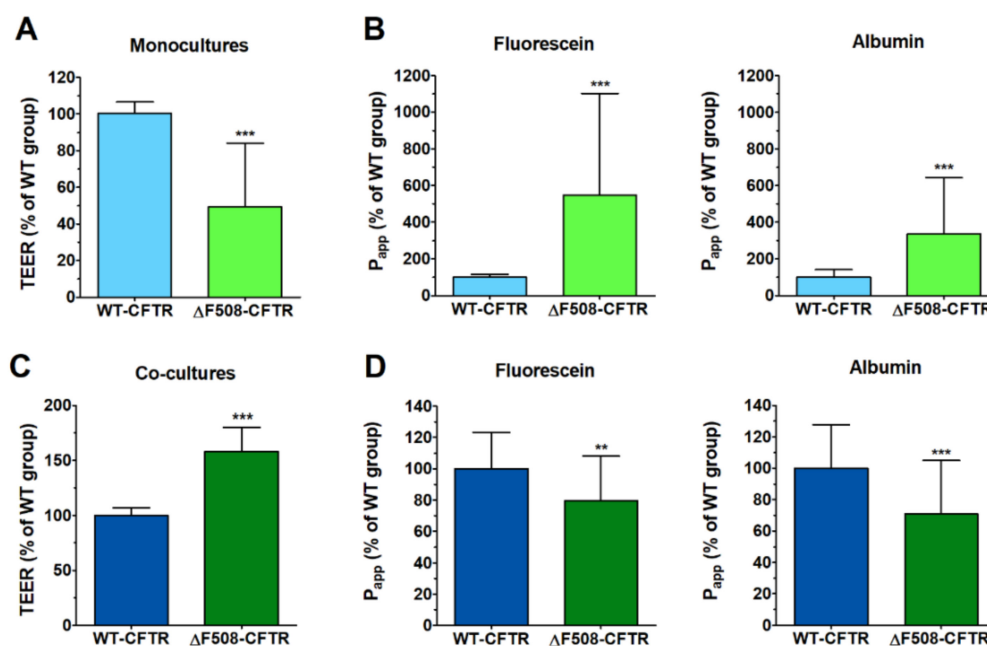 A
Monocultures
TEER (% of WT group)
120
100
80
60
40
20
0
***
WT-CFTR ΔF508-CFTR
B
Fluorescein
Papp (% of WT group)
1200
1000
800
600
400
200
0
***
WT-CFTR ΔF508-CFTR
Albumin
Papp (% of WT group)
1200
1000
800
600
400
200
0
***
WT-CFTR ΔF508-CFTR
C
Co-cultures
TEER (% of WT group)
200
150
100
50
0
***
WT-CFTR ΔF508-CFTR
D
Fluorescein
Papp (% of WT group)
140
120
100
80
60
40
20
0
**
WT-CFTR ΔF508-CFTR
Albumin
Papp (% of WT group)
140
120
100
80
60
40
20
0
***
WT-CFTR ΔF508-CFTR